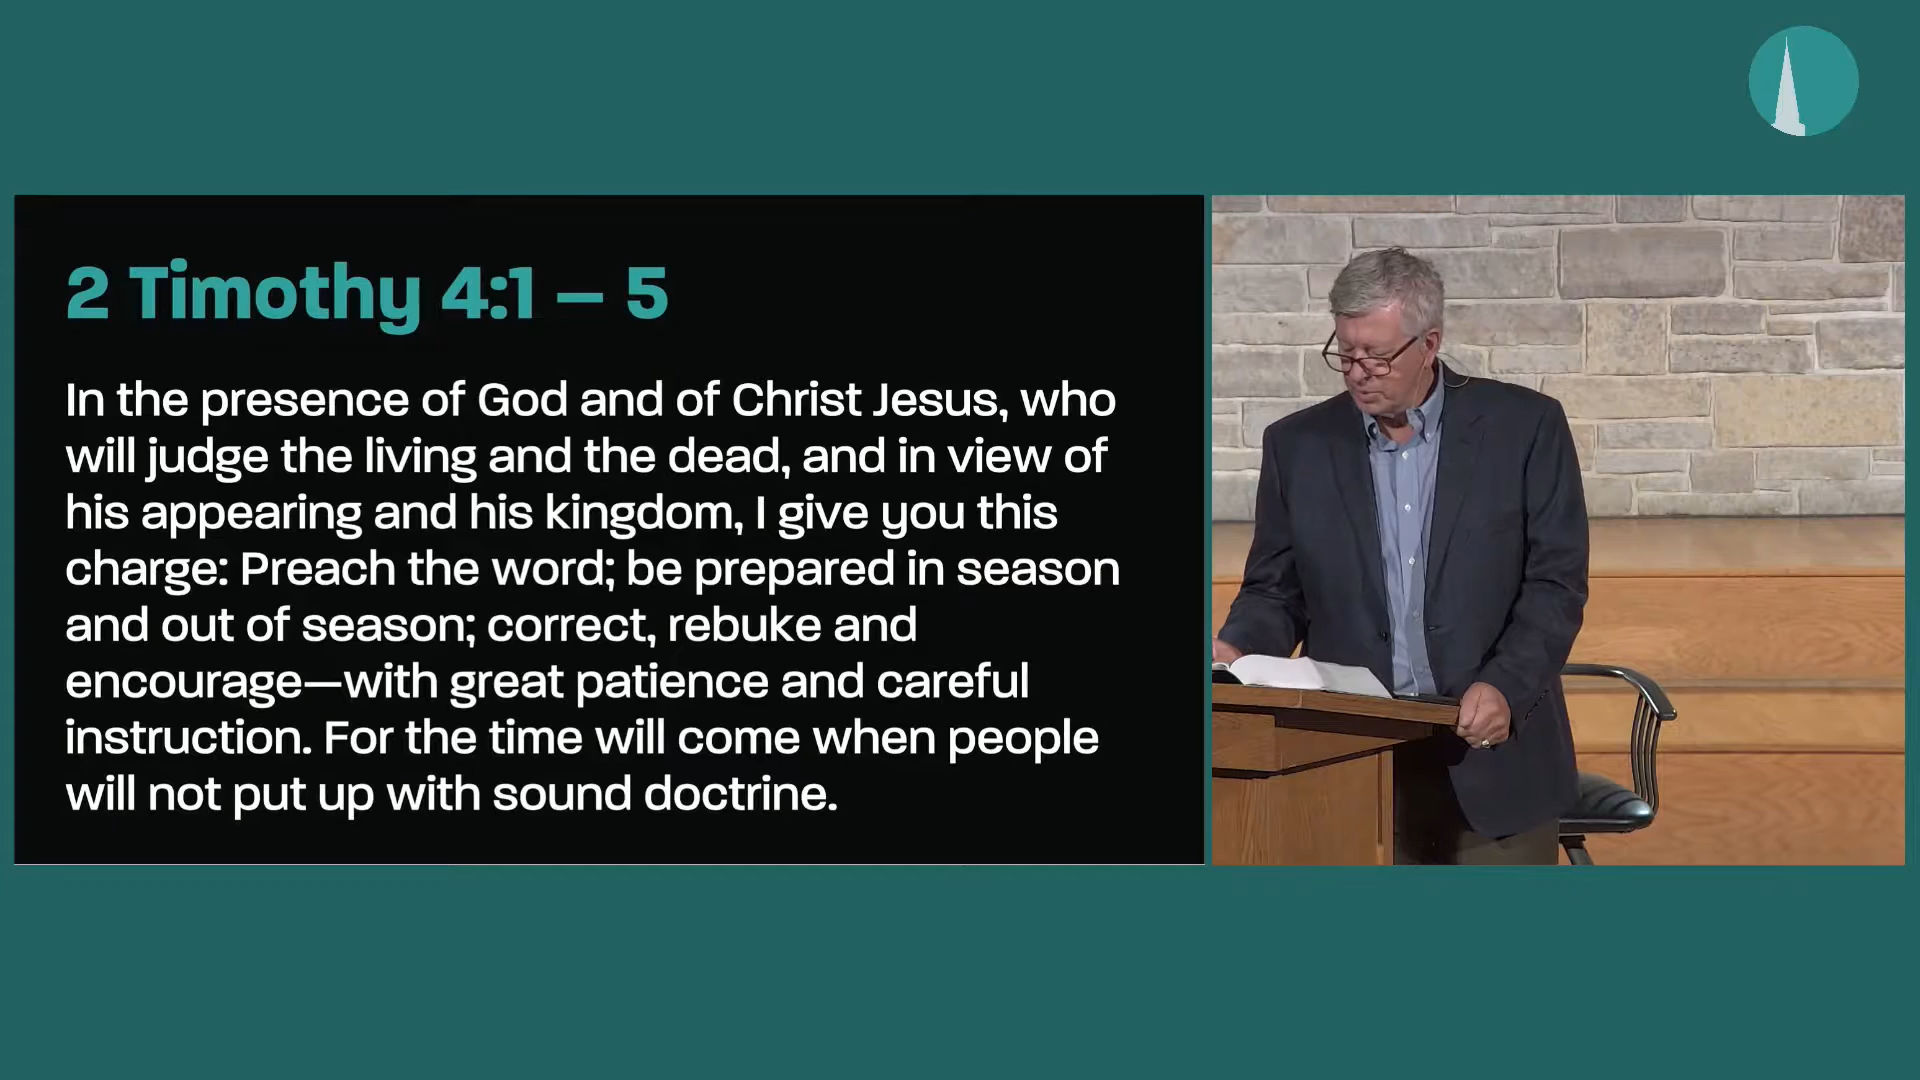 2 Timothy 4:1 – 5
In the presence of God and of Christ Jesus, who
will judge the living and the dead, and in view of
his appearing and his kingdom, I give you this
charge: Preach the word; be prepared in season
and out of season; correct, rebuke and
encourage—with great patience and careful
instruction. For the time will come when people
will not put up with sound doctrine.